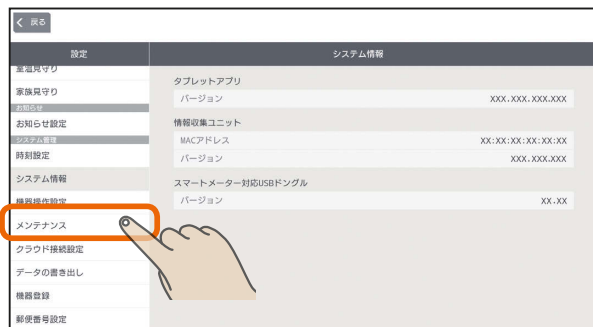 戻る
設定
システム情報
室温見守り
家族見守り
お知らせ
お知らせ設定
システム管理
時刻設定
システム情報
機器操作設定
メンテナンス
クラウド接続設定
データの書き出し
機器登録
郵便番号設定
タブレットアプリ
バージョン XXX.XXX.XXX.XXX
情報収集ユニット
MACアドレス XX:XX:XX:XX:XX:XX
バージョン XXX.XXX.XXX
スマートメーター対応USBドングル
バージョン XX.XX